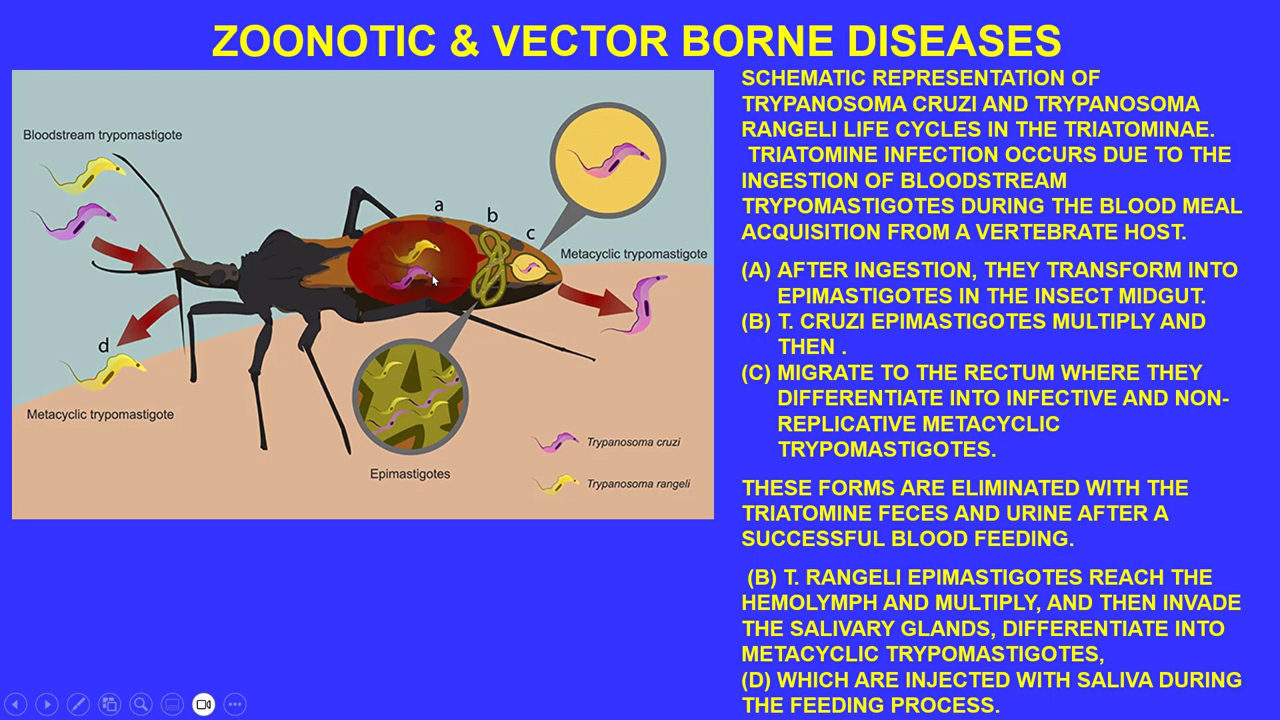 ZOONOTIC & VECTOR BORNE DISEASES
Bloodstream trypomastigote
a
b
c
Metacyclic trypomastigote
d
Metacyclic trypomastigote
Epimastigotes
Trypanosoma cruzi
Trypanosoma rangeli
SCHEMATIC REPRESENTATION OF
TRYPANOSOMA CRUZI AND TRYPANOSOMA
RANGELI LIFE CYCLES IN THE TRIATOMINAE.
TRIATOMINE INFECTION OCCURS DUE TO THE
INGESTION OF BLOODSTREAM
TRYPOMASTIGOTES DURING THE BLOOD MEAL
ACQUISITION FROM A VERTEBRATE HOST.
(A) AFTER INGESTION, THEY TRANSFORM INTO
EPIMASTIGOTES IN THE INSECT MIDGUT.
(B) T. CRUZI EPIMASTIGOTES MULTIPLY AND
THEN .
(C) MIGRATE TO THE RECTUM WHERE THEY
DIFFERENTIATE INTO INFECTIVE AND NON-
REPLICATIVE METACYCLIC
TRYPOMASTIGOTES.
THESE FORMS ARE ELIMINATED WITH THE
TRIATOMINE FECES AND URINE AFTER A
SUCCESSFUL BLOOD FEEDING.
(B) T. RANGELI EPIMASTIGOTES REACH THE
HEMOLYMPH AND MULTIPLY, AND THEN INVADE
THE SALIVARY GLANDS, DIFFERENTIATE INTO
METACYCLIC TRYPOMASTIGOTES,
(D) WHICH ARE INJECTED WITH SALIVA DURING
THE FEEDING PROCESS.